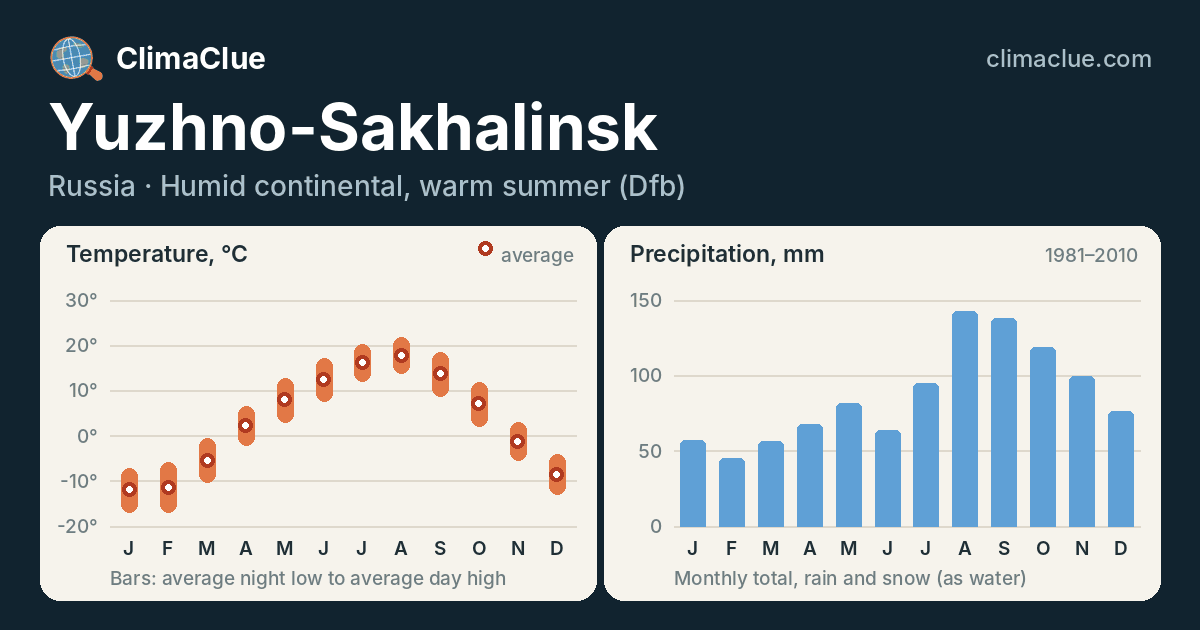 ClimaClue
climaclue.com
Yuzhno-Sakhalinsk
Russia · Humid continental, warm summer (Dfb)
Temperature, °C
average
30°
20°
10°
0°
-10°
-20°
J F M A M J J A S O N D
Bars: average night low to average day high
Precipitation, mm
1981–2010
150
100
50
0
J F M A M J J A S O N D
Monthly total, rain and snow (as water)